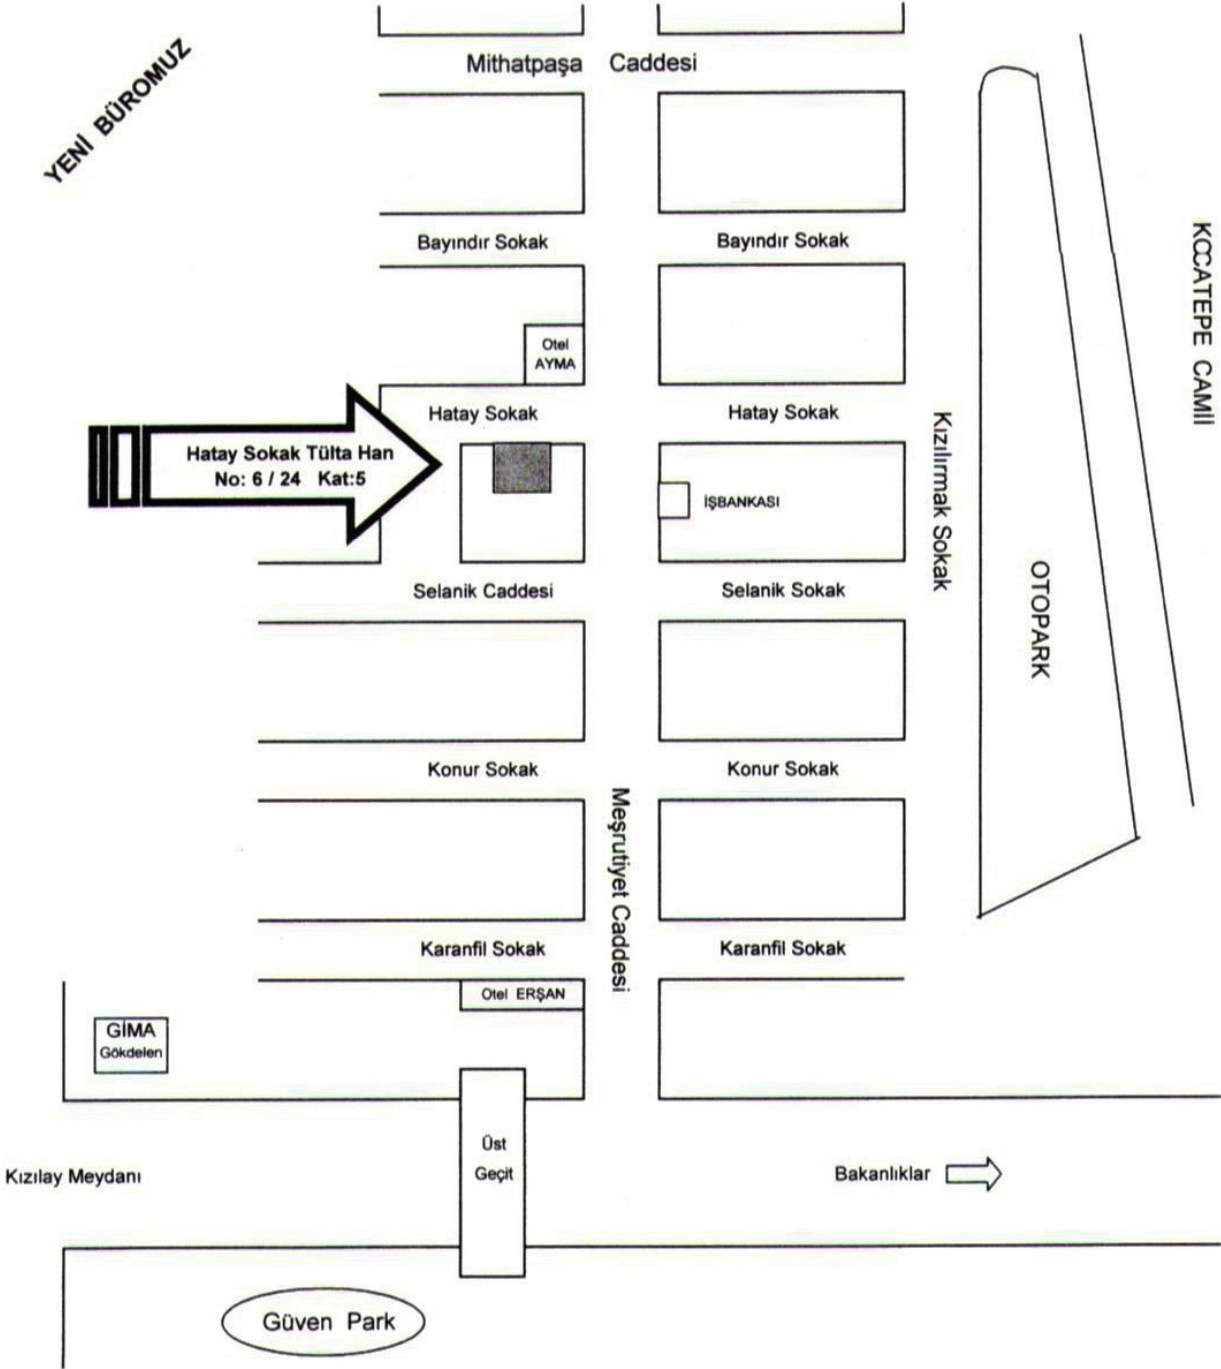 YENİ BÜROMUZ
Mithatpaşa Caddesi
Bayındır Sokak
Bayındır Sokak
KOCATEPE CAMİİ
Otel
AYMA
Hatay Sokak
Hatay Sokak
Kızılırmak Sokak
Hatay Sokak Tülta Han
No: 6 / 24 Kat:5
İŞBANKASI
OTOPARK
Selanik Caddesi
Selanik Sokak
Konur Sokak
Konur Sokak
Meşrutiyet Caddesi
Karanfil Sokak
Karanfil Sokak
Otel ERŞAN
GİMA
Gökdelen
Üst
Geçit
Kızılay Meydanı
Bakanlıklar
Güven Park